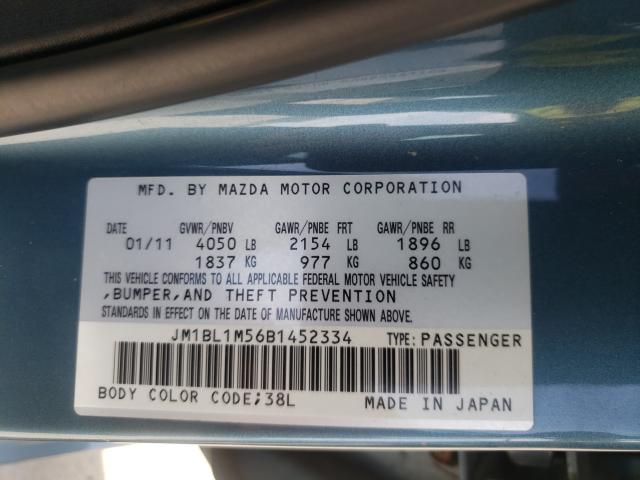 MFD. BY MAZDA MOTOR CORPORATION
DATE GVWR/PNBV GAWR/PNBE FRT GAWR/PNBE RR
01/11 4050 LB 2154 LB 1896 LB
1837 KG 977 KG 860 KG
THIS VEHICLE CONFORMS TO ALL APPLICABLE FEDERAL MOTOR VEHICLE SAFETY
,BUMPER,AND THEFT PREVENTION
STANDARDS IN EFFECT ON THE DATE OF MANUFACTURE SHOWN ABOVE.
JM1BL1M56B1452334 TYPE:PASSENGER
BODY COLOR CODE;38L MADE IN JAPAN